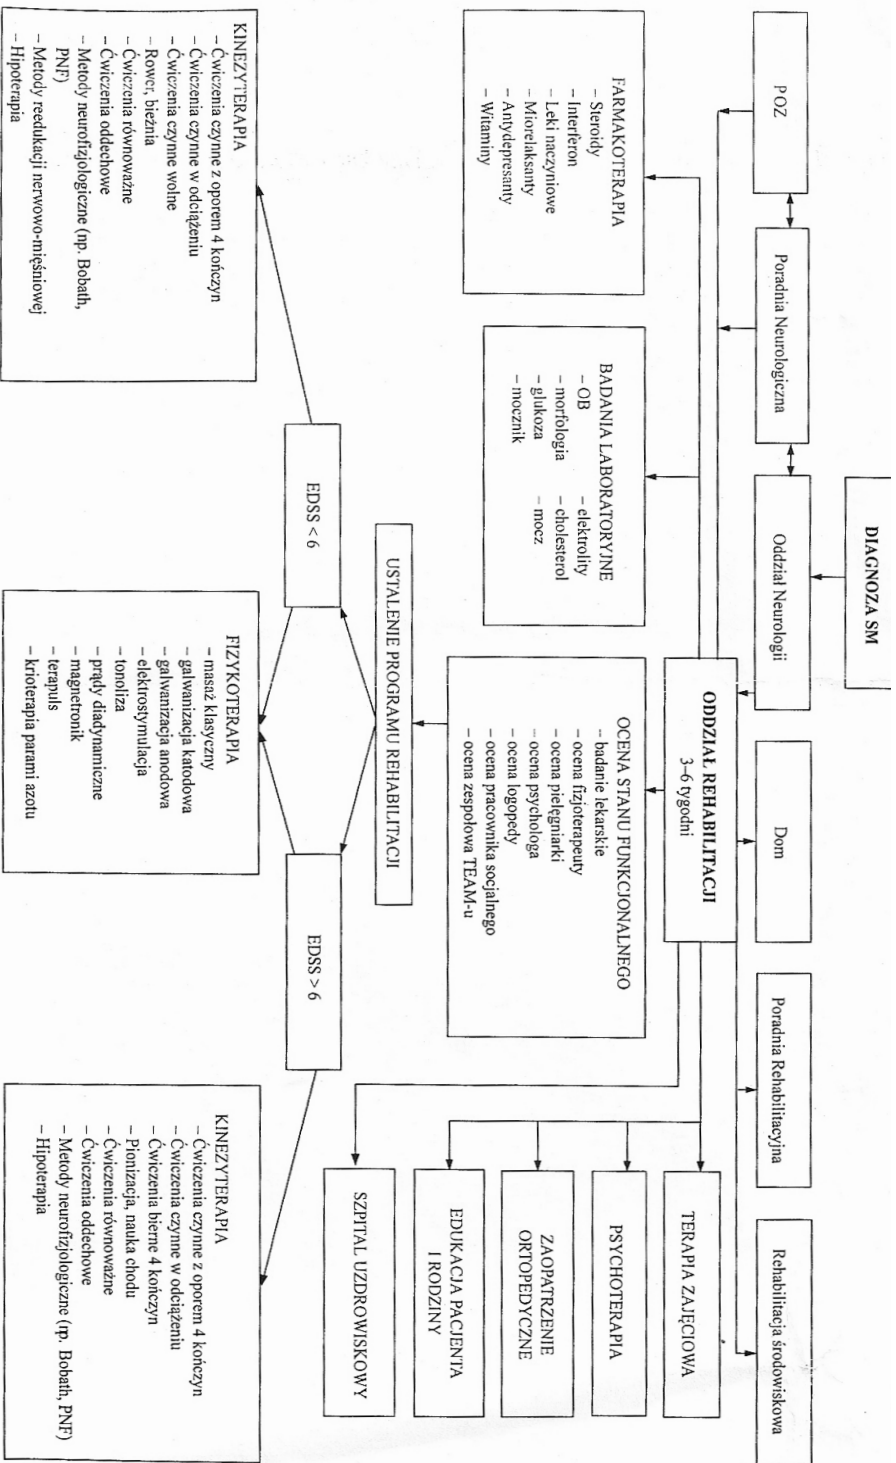 DIAGNOZA SM
POZ
Poradnia Neurologiczna
Oddział Neurologii
Dom
Poradnia Rehabilitacyjna
Rehabilitacja środowiskowa
ODDZIAŁ REHABILITACJI
3–6 tygodni
FARMAKOTERAPIA
– Steroidy
– Interferon
– Leki naczyniowe
– Miorelaksanty
– Antydepresanty
– Witaminy
BADANIA LABORATORYJNE
– OB – elektrolity
– morfologia – cholesterol
– glukoza – mocz
– mocznik
OCENA STANU FUNKCJONALNEGO
– badanie lekarskie
– ocena fizjoterapeuty
– ocena pielęgniarki
– ocena psychologa
– ocena logopedy
– ocena pracownika socjalnego
– ocena zespołowa TEAM-u
TERAPIA ZAJĘCIOWA
PSYCHOTERAPIA
ZAOPATRZENIE
ORTOPEDYCZNE
EDUKACJA PACJENTA
I RODZINY
SZPITAL UZDROWISKOWY
USTALENIE PROGRAMU REHABILITACJI
EDSS < 6
EDSS > 6
KINEZYTERAPIA
– Ćwiczenia czynne z oporem 4 kończyn
– Ćwiczenia czynne w odciążeniu
– Ćwiczenia czynne wolne
– Rower, bieżnia
– Ćwiczenia równoważne
– Ćwiczenia oddechowe
– Metody neurofizjologiczne (np. Bobath,
PNF)
– Metody reedukacji nerwowo-mięśniowej
– Hipoterapia
FIZYKOTERAPIA
– masaż klasyczny
– galwanizacja katodowa
– galwanizacja anodowa
– elektrostymulacja
– tonoliza
– prądy diadynamiczne
– magnetronik
– terapuls
– krioterapia parami azotu
KINEZYTERAPIA
– Ćwiczenia czynne z oporem 4 kończyn
– Ćwiczenia czynne w odciążeniu
– Ćwiczenia bierne 4 kończyn
– Pionizacja, nauka chodu
– Ćwiczenia równoważne
– Ćwiczenia oddechowe
– Metody neurofizjologiczne (np. Bobath, PNF)
– Hipoterapia